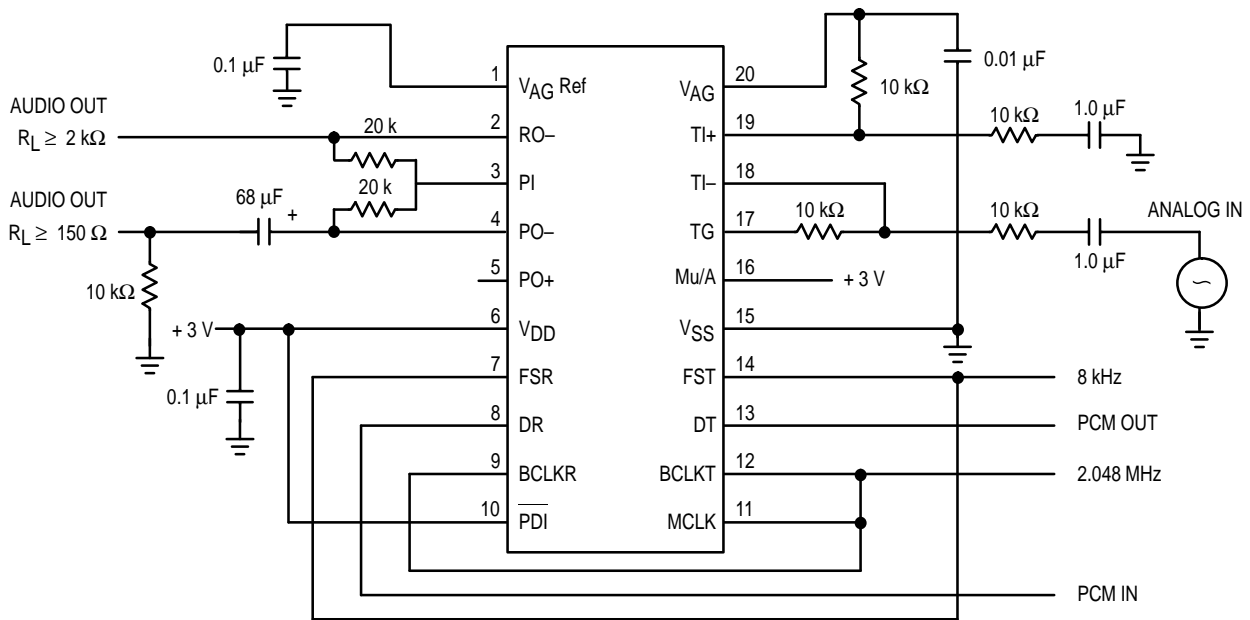 0.1 μF
1
V_AG Ref
AUDIO OUT
R_L ≥ 2 kΩ
20 k
2
RO–
3
PI
20 k
AUDIO OUT
R_L ≥ 150 Ω
68 μF
+
4
PO–
5
PO+
10 kΩ
+ 3 V
6
V_DD
0.1 μF
7
FSR
8
DR
9
BCLKR
10
PDI
V_AG
20
10 kΩ
0.01 μF
TI+
19
10 kΩ
1.0 μF
TI–
18
TG
17
10 kΩ
10 kΩ
1.0 μF
ANALOG IN
Mu/A
16
+ 3 V
V_SS
15
FST
14
8 kHz
DT
13
PCM OUT
BCLKT
12
2.048 MHz
MCLK
11
PCM IN